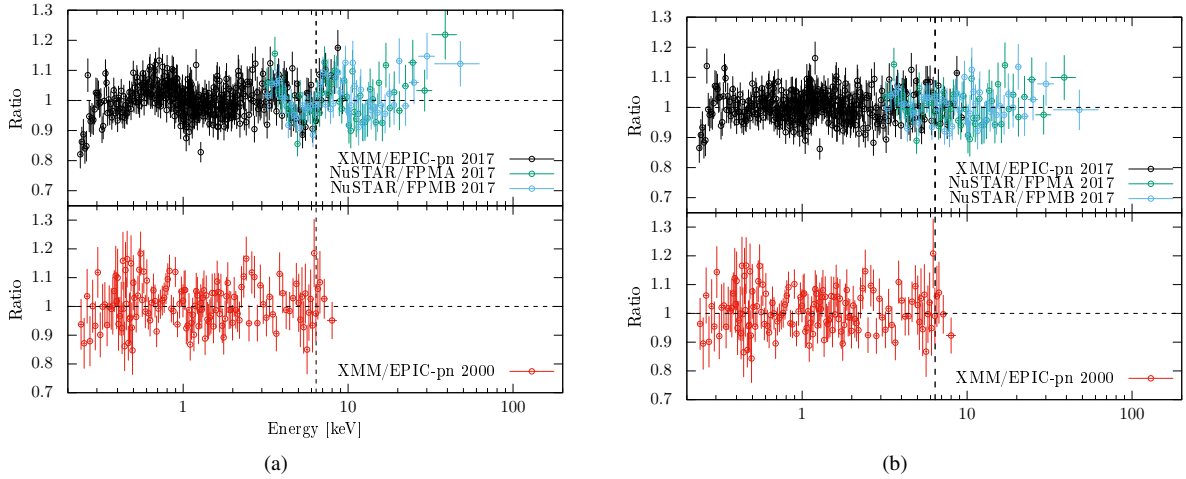 1.3
1.2
1.1
1
0.9
0.8
0.7
Ratio
XMM/EPIC-pn 2017
NuSTAR/FPMA 2017
NuSTAR/FPMB 2017
1.3
1.2
1.1
1
0.9
0.8
0.7
Ratio
XMM/EPIC-pn 2000
1 10 100
Energy [keV]
(a)
1.3
1.2
1.1
1
0.9
0.8
0.7
Ratio
XMM/EPIC-pn 2017
NuSTAR/FPMA 2017
NuSTAR/FPMB 2017
1.3
1.2
1.1
1
0.9
0.8
0.7
Ratio
XMM/EPIC-pn 2000
1 10 100
(b)